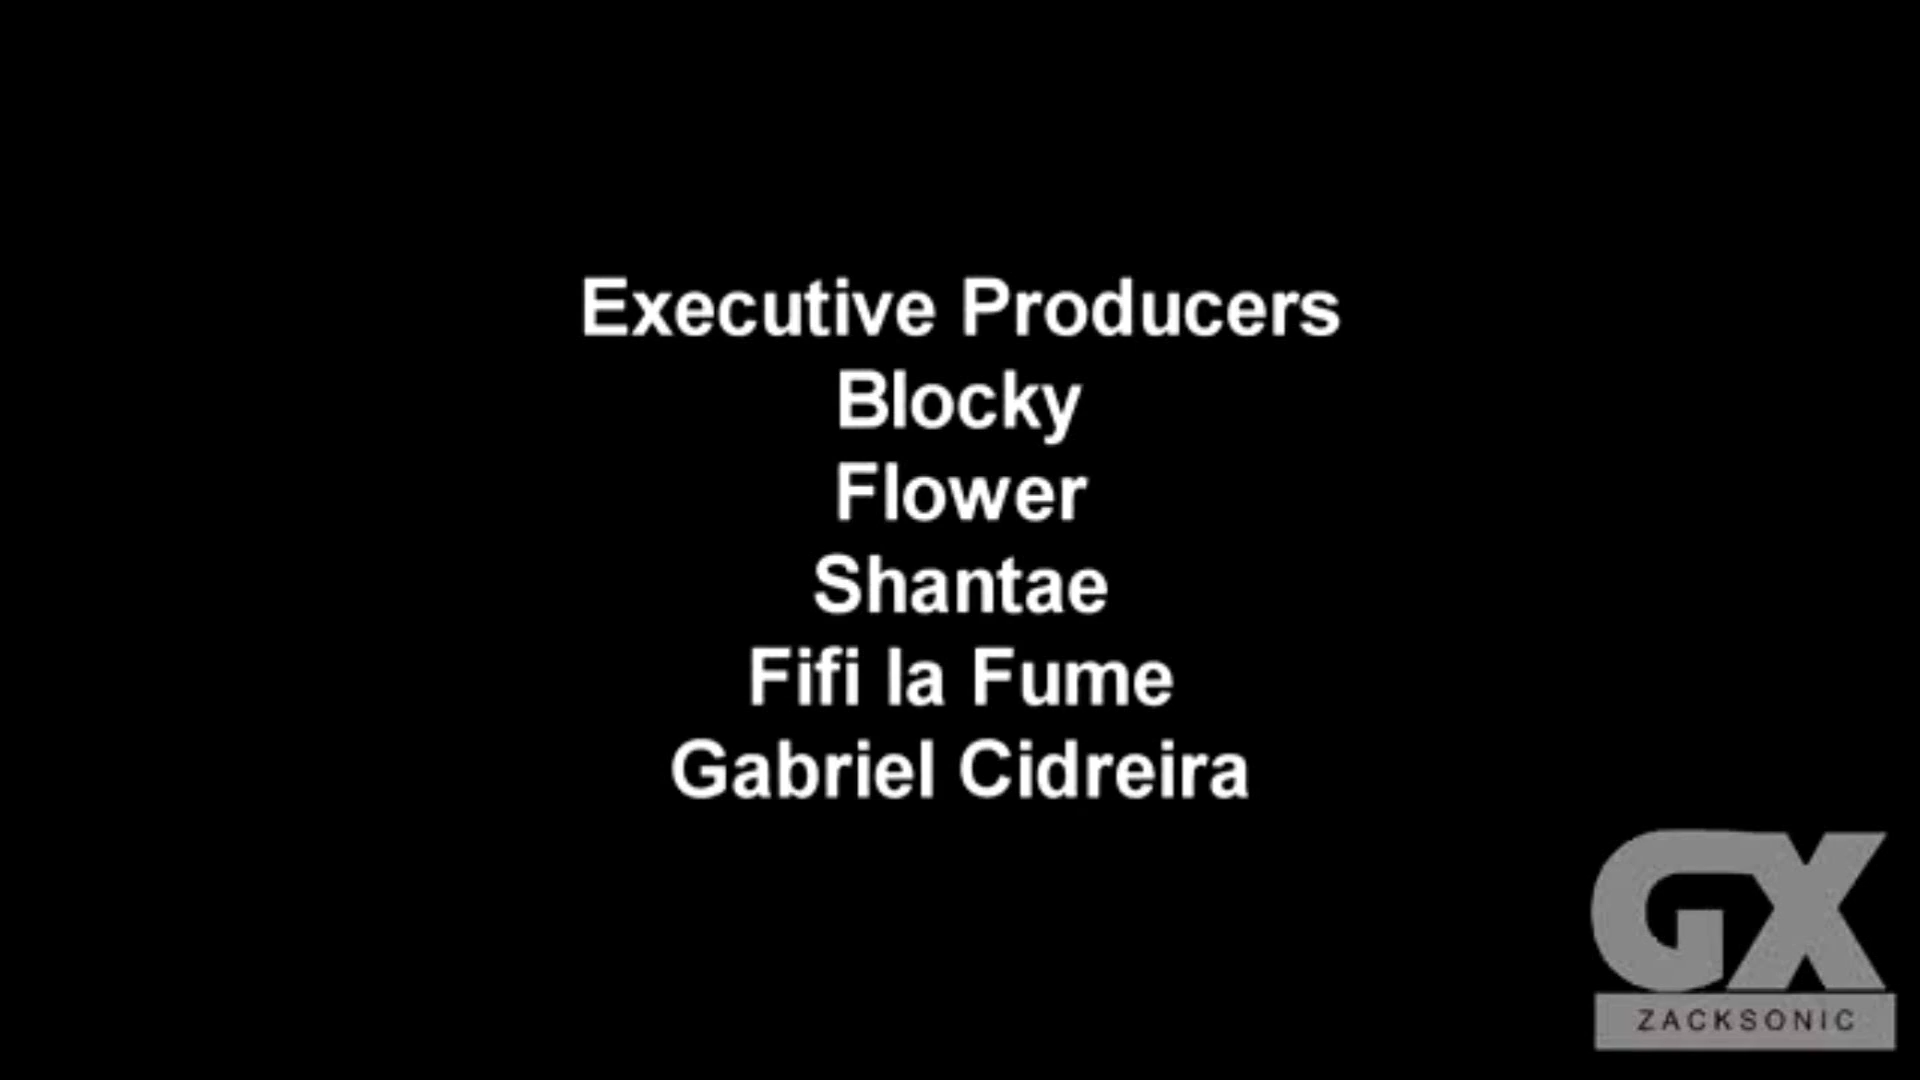 Executive Producers
Blocky
Flower
Shantae
Fifi la Fume
Gabriel Cidreira
GX
ZACKSONIC